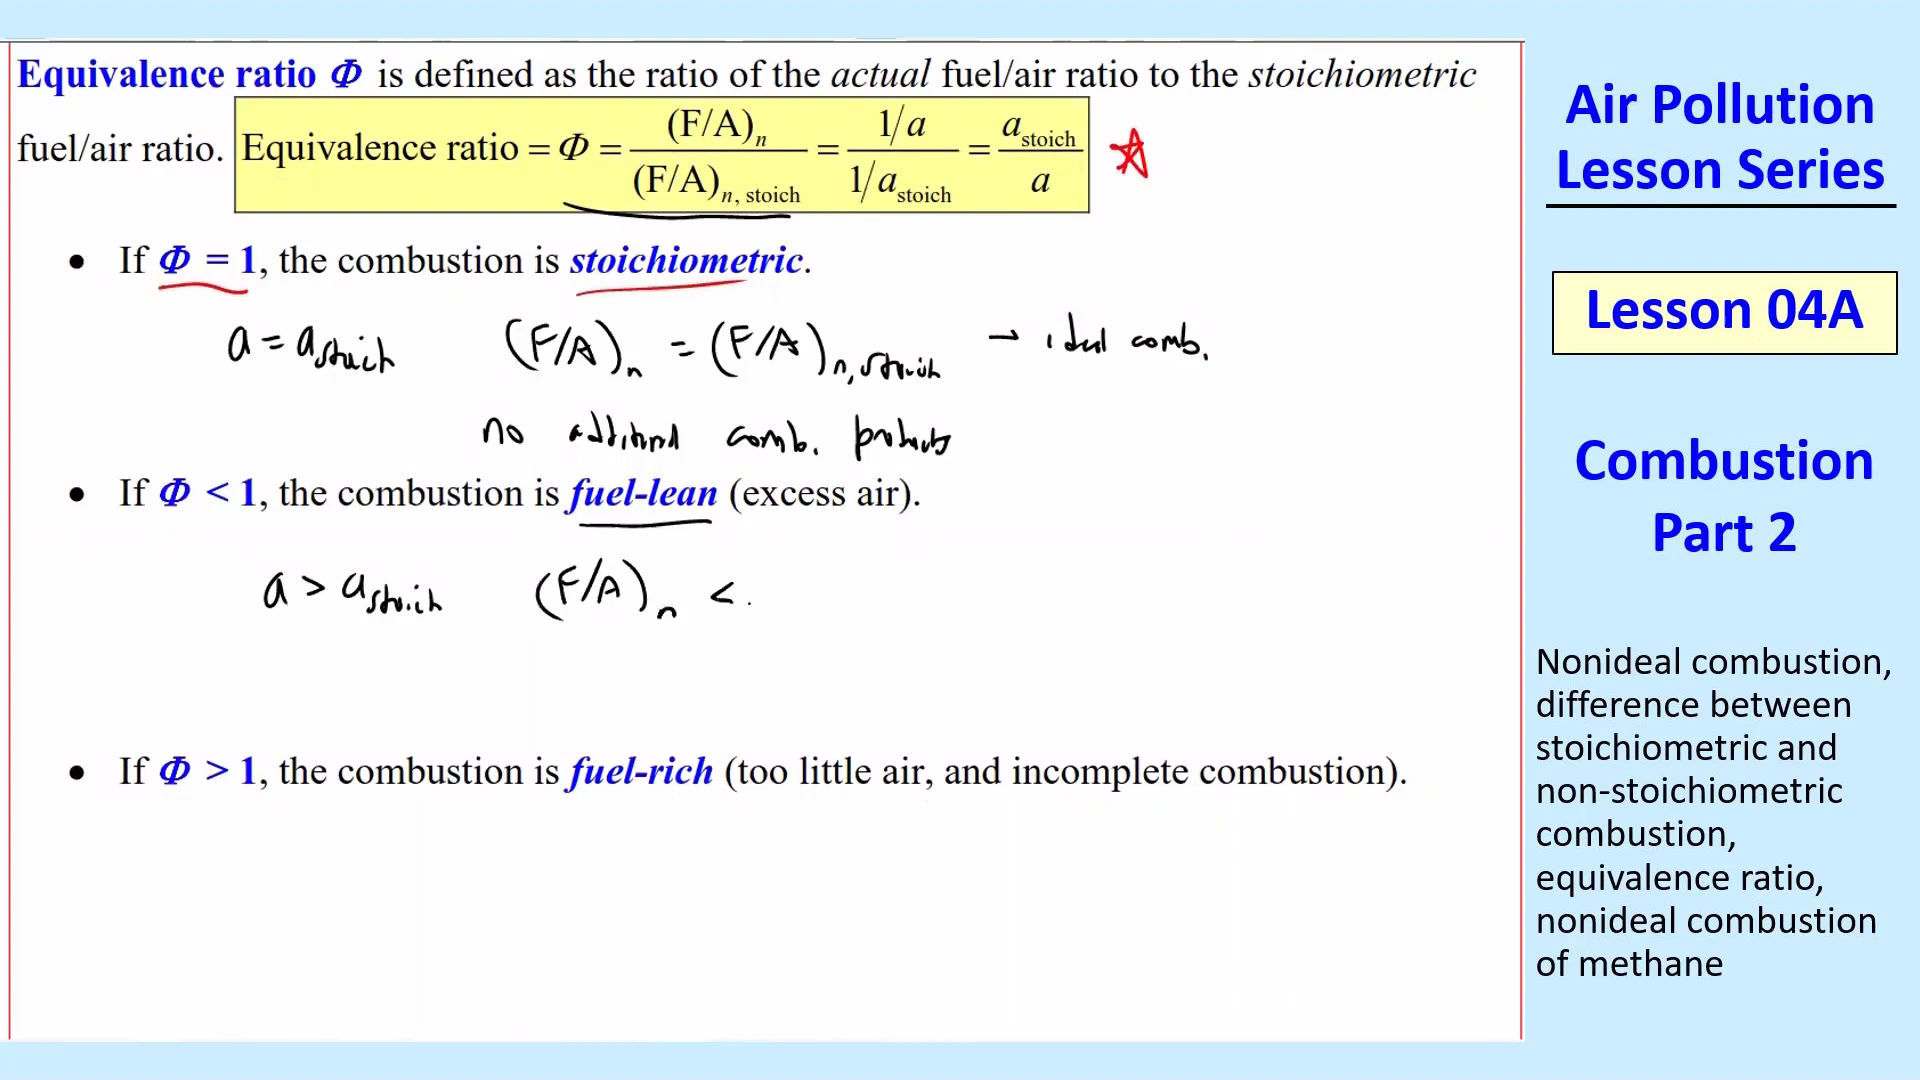 Equivalence ratio Φ is defined as the ratio of the actual fuel/air ratio to the stoichiometric
fuel/air ratio. Equivalence ratio = Φ = (F/A)n / (F/A)n, stoich = 1/a / 1/astoich = astoich / a
• If Φ = 1, the combustion is stoichiometric.
a = astoich (F/A)n = (F/A)n, stoich → ideal comb.
no additional comb. products
• If Φ < 1, the combustion is fuel-lean (excess air).
a > astoich (F/A)n <
• If Φ > 1, the combustion is fuel-rich (too little air, and incomplete combustion).
Air Pollution
Lesson Series
Lesson 04A
Combustion
Part 2
Nonideal combustion,
difference between
stoichiometric and
non-stoichiometric
combustion,
equivalence ratio,
nonideal combustion
of methane